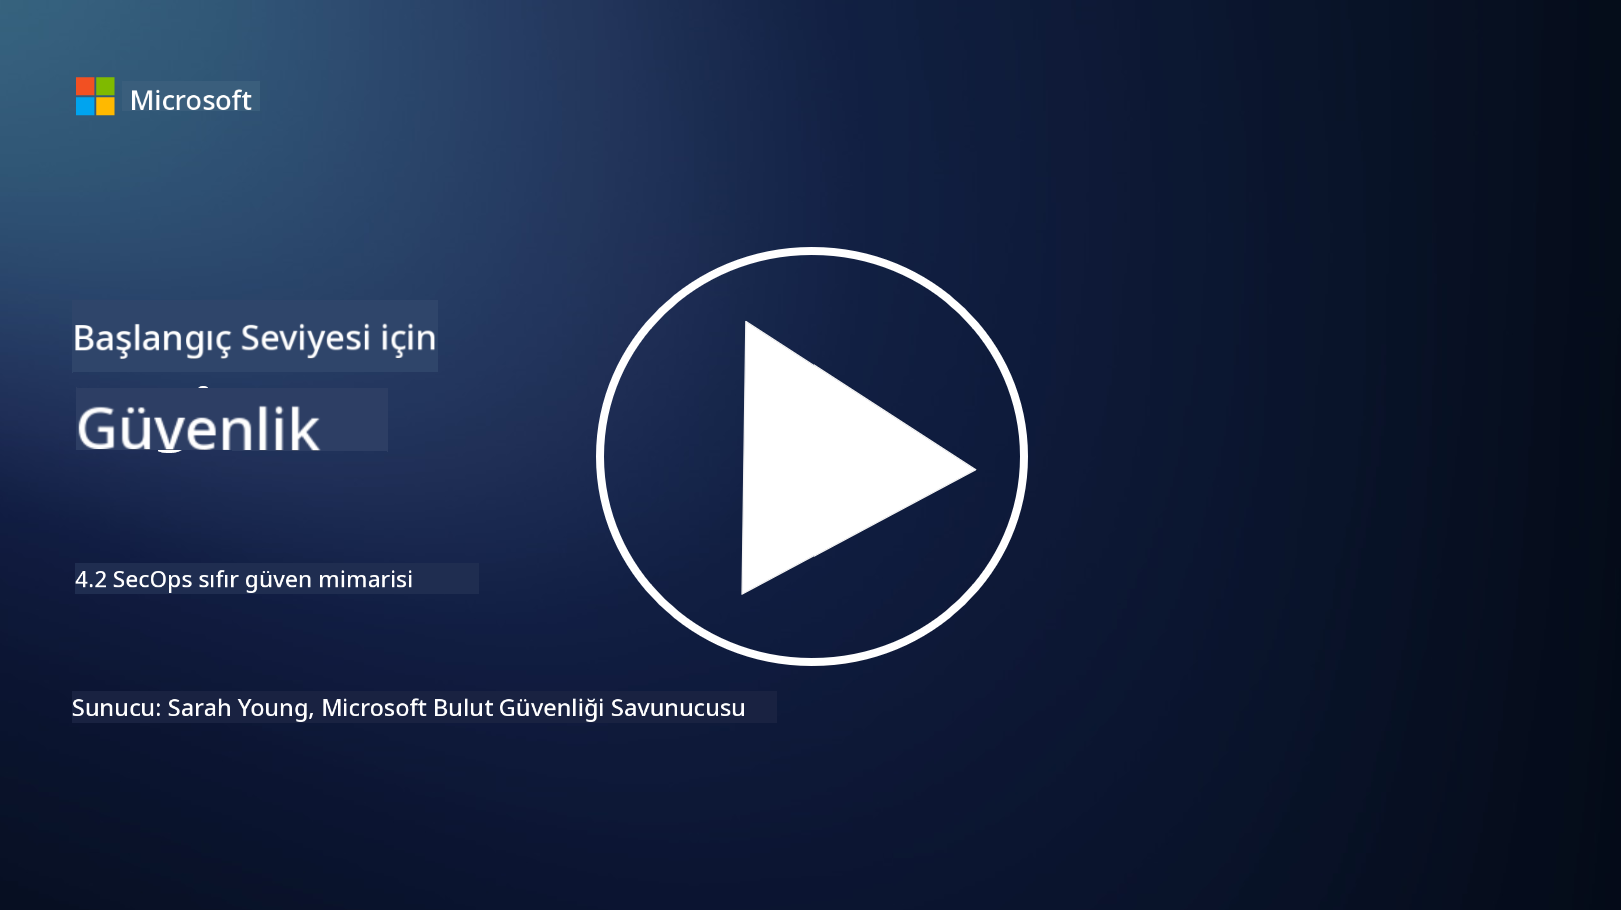 Microsoft
Başlangıç Seviyesi için
Güvenlik
4.2 SecOps sıfır güven mimarisi
Sunucu: Sarah Young, Microsoft Bulut Güvenliği Savunucusu